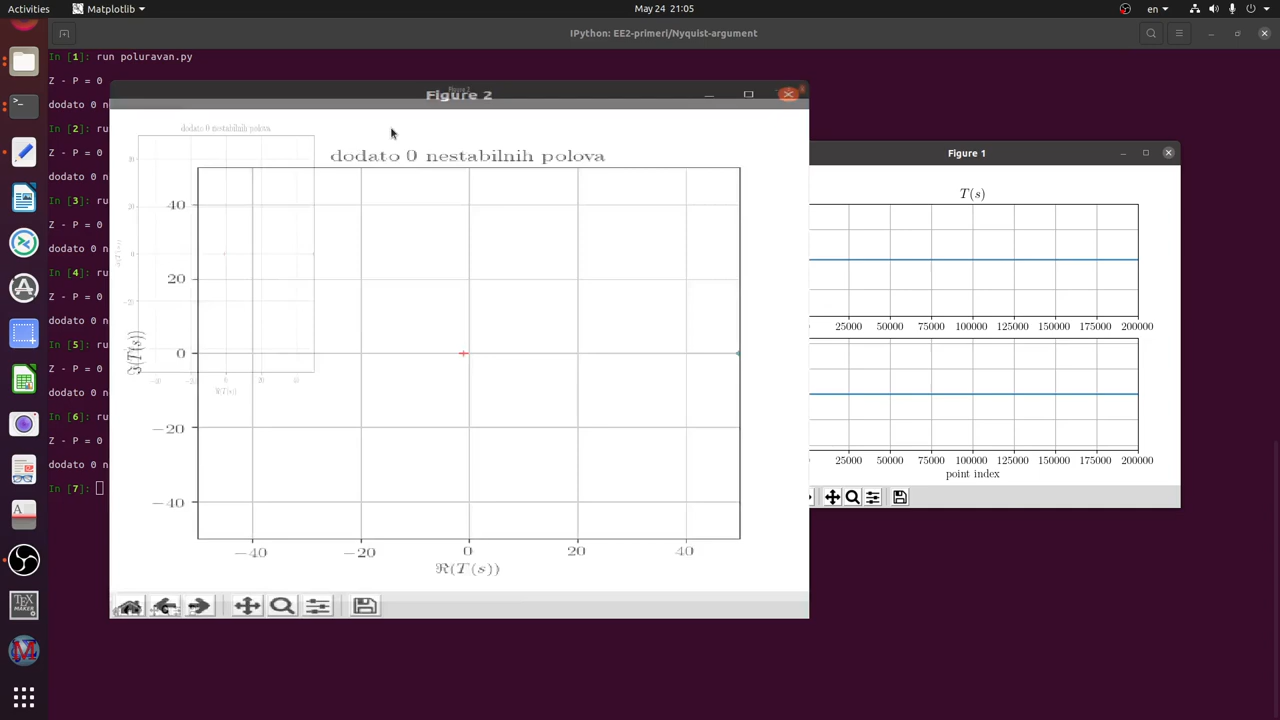 Activities
Matplotlib
May 24 21:05
en
IPython: EE2-primeri/Nyquist-argument
In [1]: run poluravan.py
Z - P = 0
dodato 0 n
In [2]: ru
Z - P = 0
dodato 0 n
In [3]: ru
Z - P = 0
dodato 0 n
In [4]: ru
Z - P = 0
dodato 0 n
In [5]: ru
Z - P = 0
dodato 0 n
In [6]: ru
Z - P = 0
dodato 0 n
In [7]:
Figure 2
dodato 0 nestabilnih polova
dodato 0 nestabilnih polova
40
20
0
−20
−40
ℑ(T(s))
−40 −20 0 20 40
ℜ(T(s))
ℜ(T(s))
Figure 1
T(s)
25000 50000 75000 100000 125000 150000 175000 200000
25000 50000 75000 100000 125000 150000 175000 200000
point index